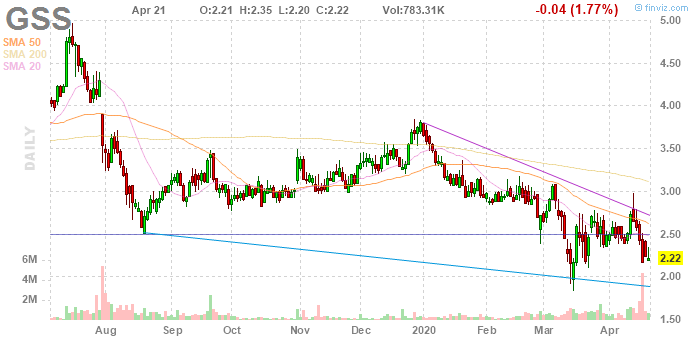 © finviz.com
GSS Apr 21 O:2.21 H:2.35 L:2.20 C:2.22 Vol:783.31K -0.04 (1.77%)
SMA 50
SMA 200
SMA 20
DAILY
5.00
4.50
4.00
3.50
3.00
2.50
2.22
2.00
1.50
6M
4M
2M
Aug Sep Oct Nov Dec 2020 Feb Mar Apr